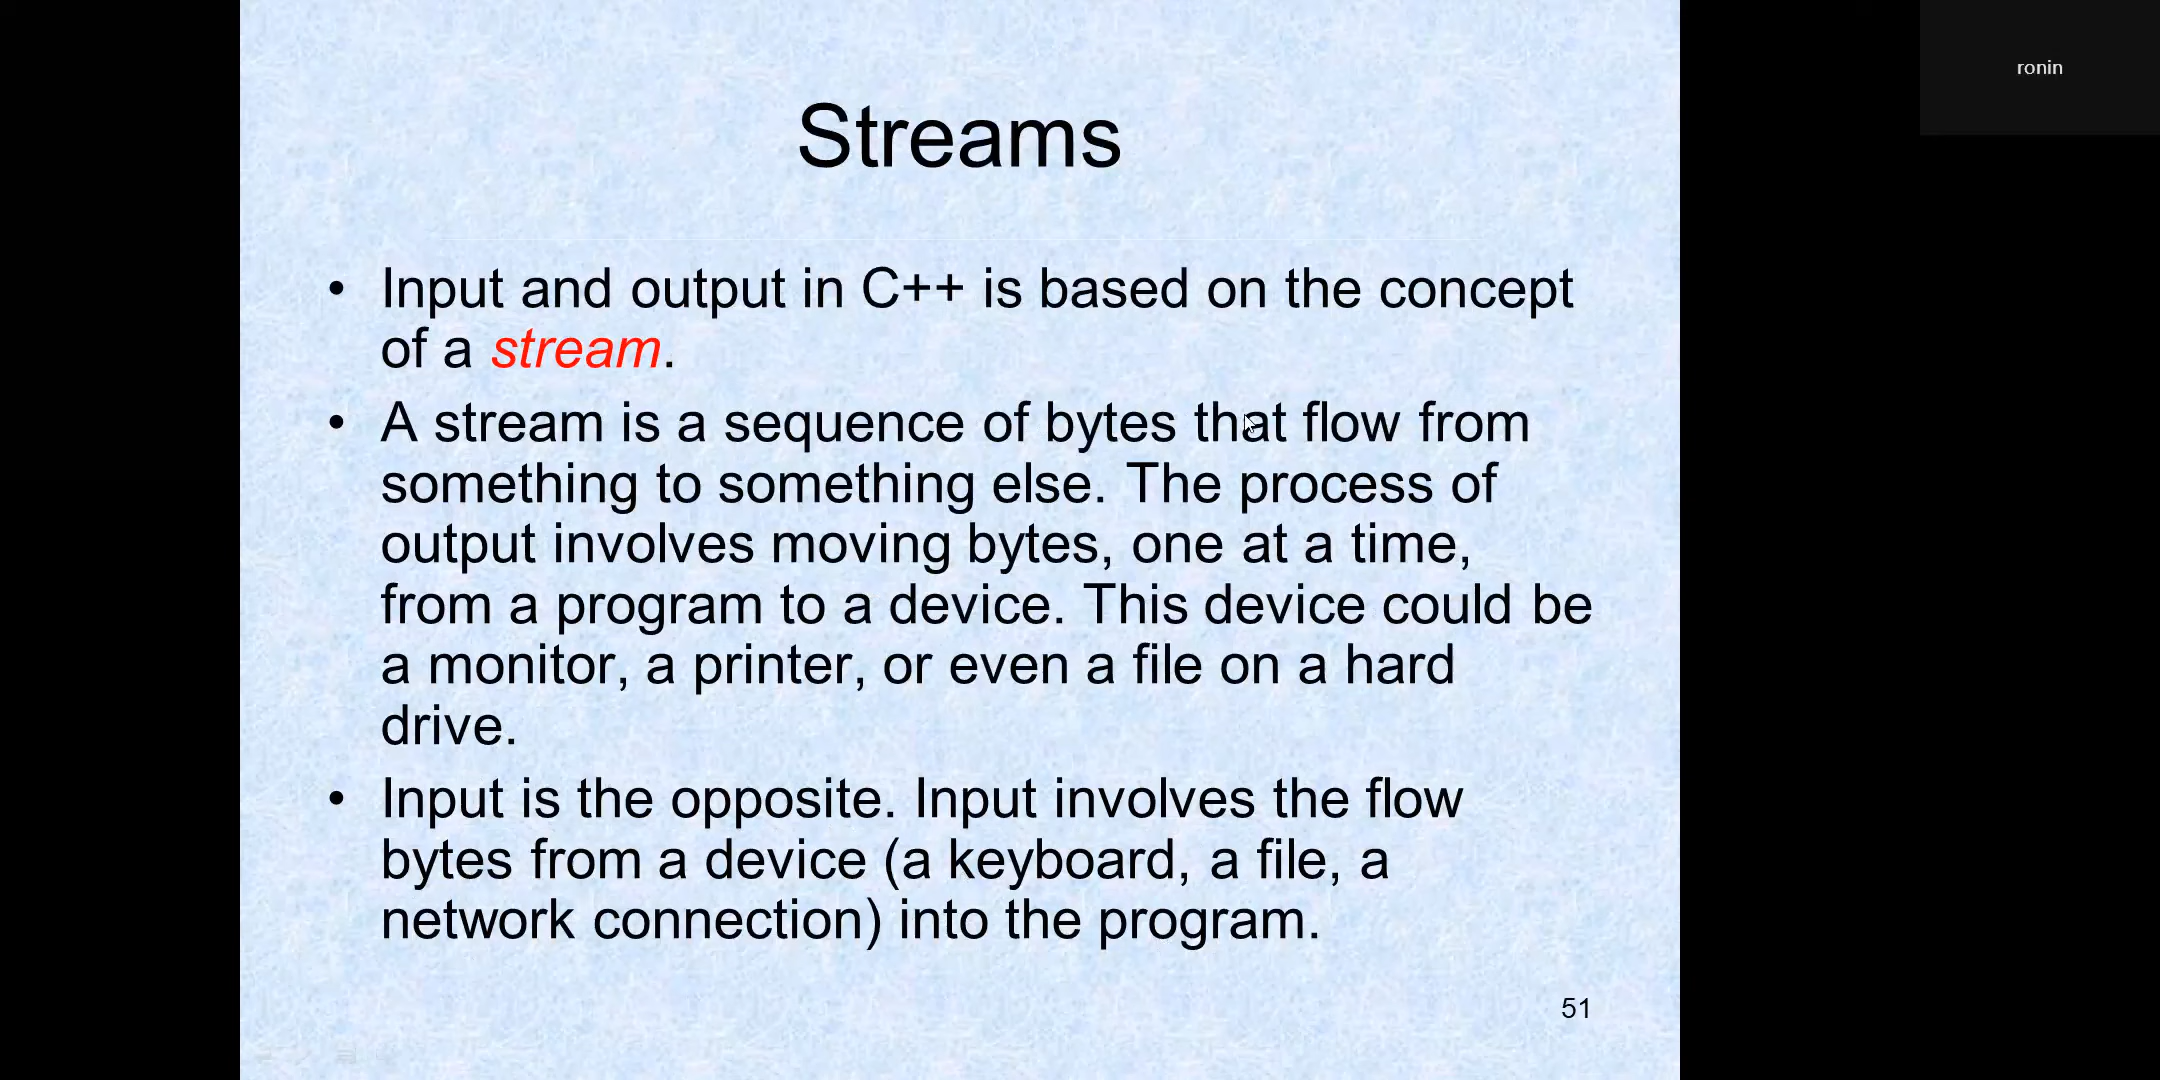 ronin
Streams
• Input and output in C++ is based on the concept
of a stream.
• A stream is a sequence of bytes that flow from
something to something else. The process of
output involves moving bytes, one at a time,
from a program to a device. This device could be
a monitor, a printer, or even a file on a hard
drive.
• Input is the opposite. Input involves the flow
bytes from a device (a keyboard, a file, a
network connection) into the program.
51